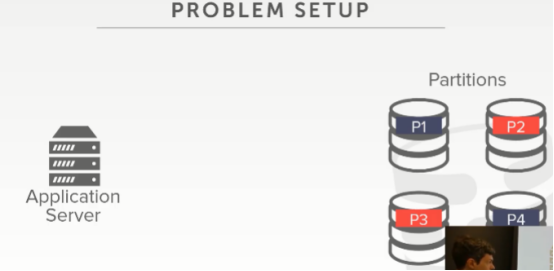 PROBLEM SETUP
Partitions
P1
P2
Application
Server
P3
P4